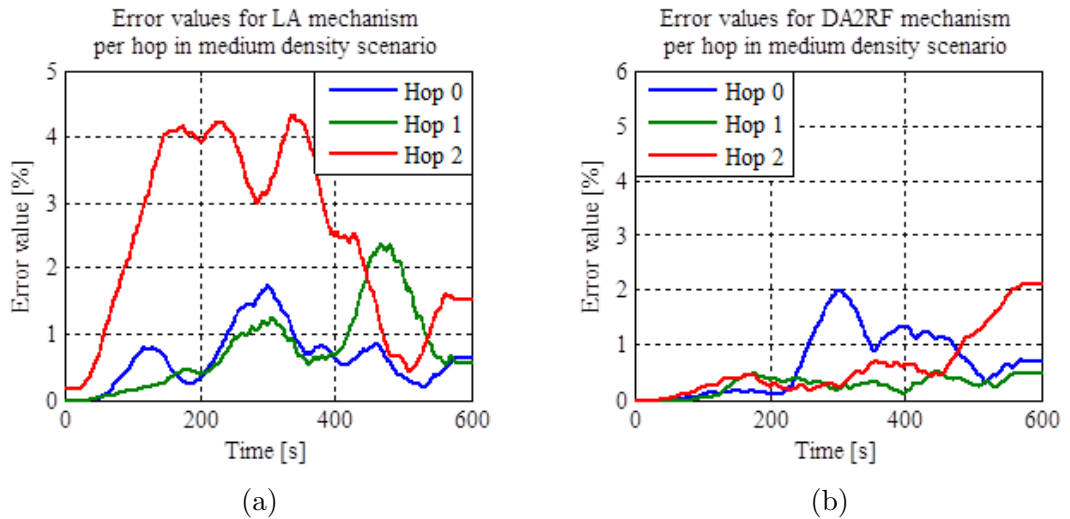 Error values for LA mechanism
per hop in medium density scenario
5
4
3
2
1
0
Error value [%]
Hop 0
Hop 1
Hop 2
0
200
400
600
Time [s]
(a)
Error values for DA2RF mechanism
per hop in medium density scenario
6
5
4
3
2
1
0
Error value [%]
Hop 0
Hop 1
Hop 2
0
200
400
600
Time [s]
(b)